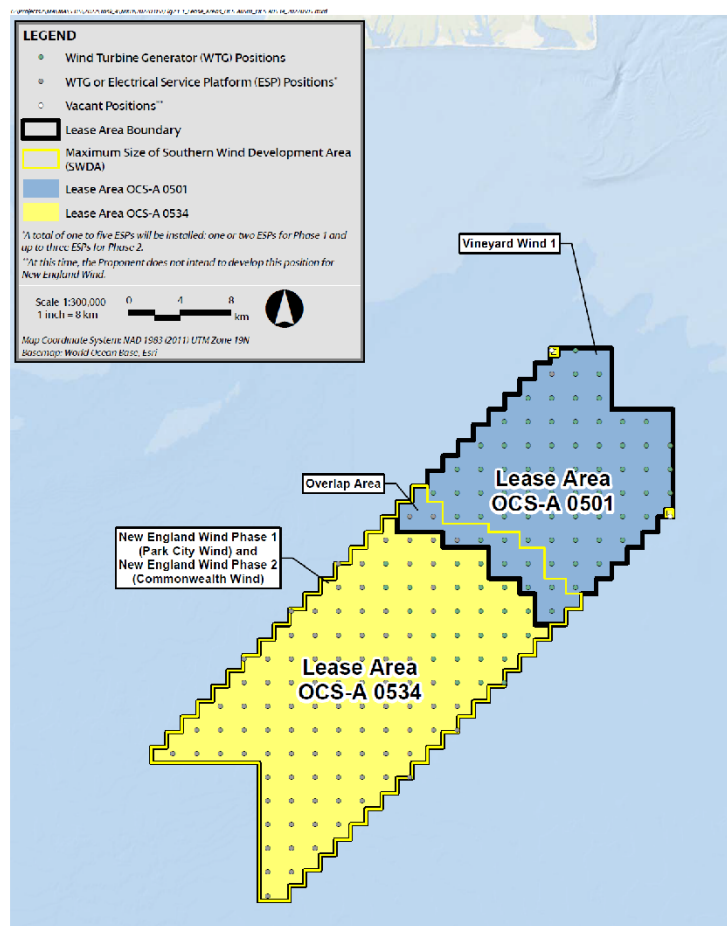 LEGEND
Wind Turbine Generator (WTG) Positions
WTG or Electrical Service Platform (ESP) Positions*
Vacant Positions**
Lease Area Boundary
Maximum Size of Southern Wind Development Area
(SWDA)
Lease Area OCS-A 0501
Lease Area OCS-A 0534
*A total of one to five ESPs will be installed: one or two ESPs for Phase 1 and
up to three ESPs for Phase 2.
**At this time, the Proponent does not intend to develop this position for
New England Wind.
Scale 1:300,000
1 inch = 8 km
0 4 8
km
Map Coordinate System: NAD 1983 (2011) UTM Zone 19N
Basemap: World Ocean Base, Esri
Vineyard Wind 1
Overlap Area
Lease Area
OCS-A 0501
New England Wind Phase 1
(Park City Wind) and
New England Wind Phase 2
(Commonwealth Wind)
Lease Area
OCS-A 0534